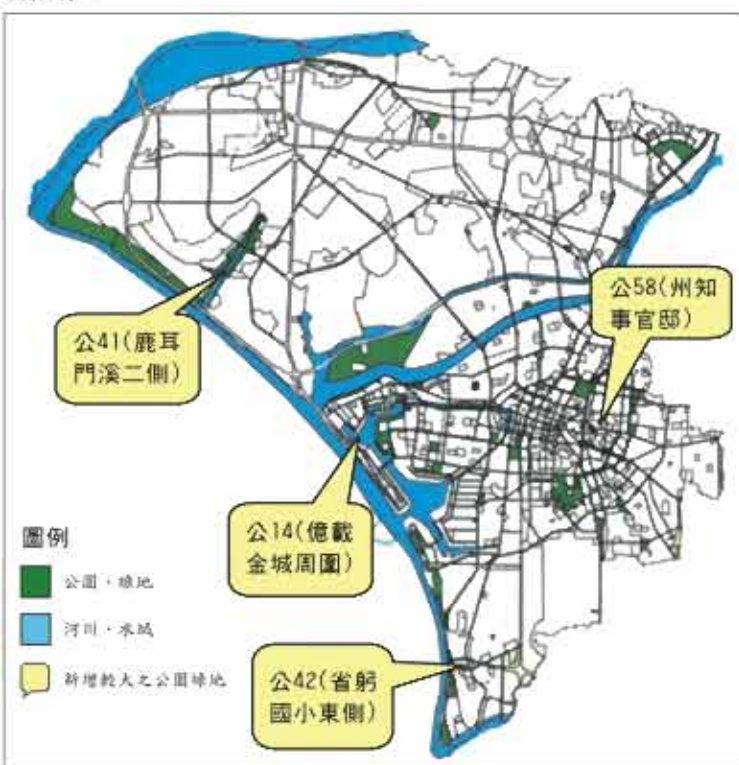 公58(州知
事官邸)
公41(鹿耳
門溪二側)
公14(億載
金城周圍)
圖例
公園・綠地
河川・水域
新增較大之公園綠地
公42(省躬
國小東側)